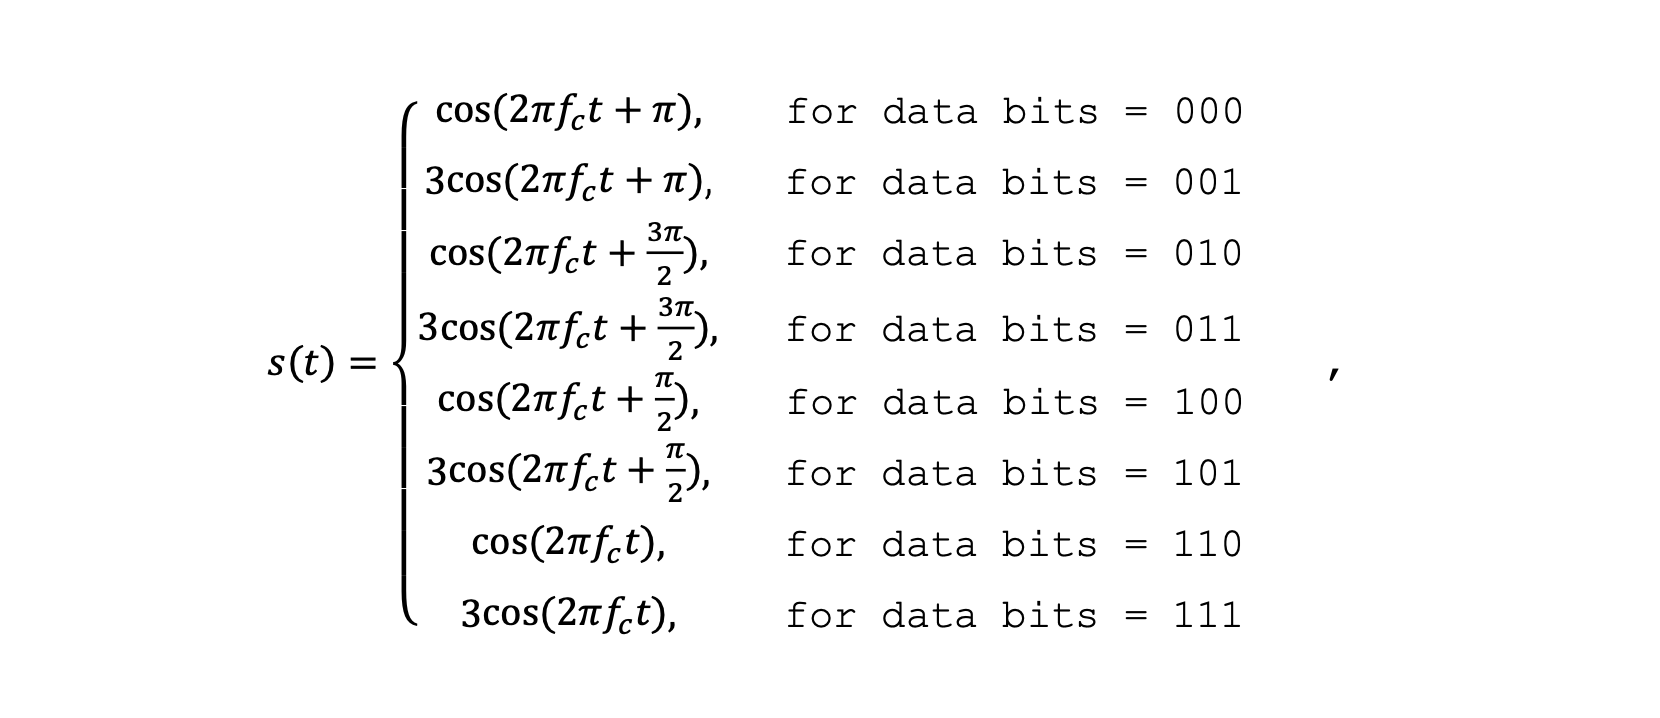 cos(2πf_c t + π), for data bits = 000
3cos(2πf_c t + π), for data bits = 001
cos(2πf_c t + 3π/2), for data bits = 010
3cos(2πf_c t + 3π/2), for data bits = 011
s(t) = { ,
cos(2πf_c t + π/2), for data bits = 100
3cos(2πf_c t + π/2), for data bits = 101
cos(2πf_c t), for data bits = 110
3cos(2πf_c t), for data bits = 111